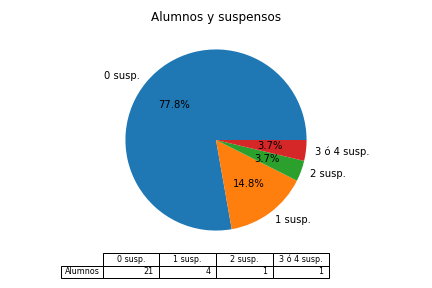 Alumnos y suspensos
0 susp.
77.8%
3.7%
3 ó 4 susp.
3.7%
2 susp.
14.8%
1 susp.
0 susp. 1 susp. 2 susp. 3 ó 4 susp.
Alumnos 21 4 1 1